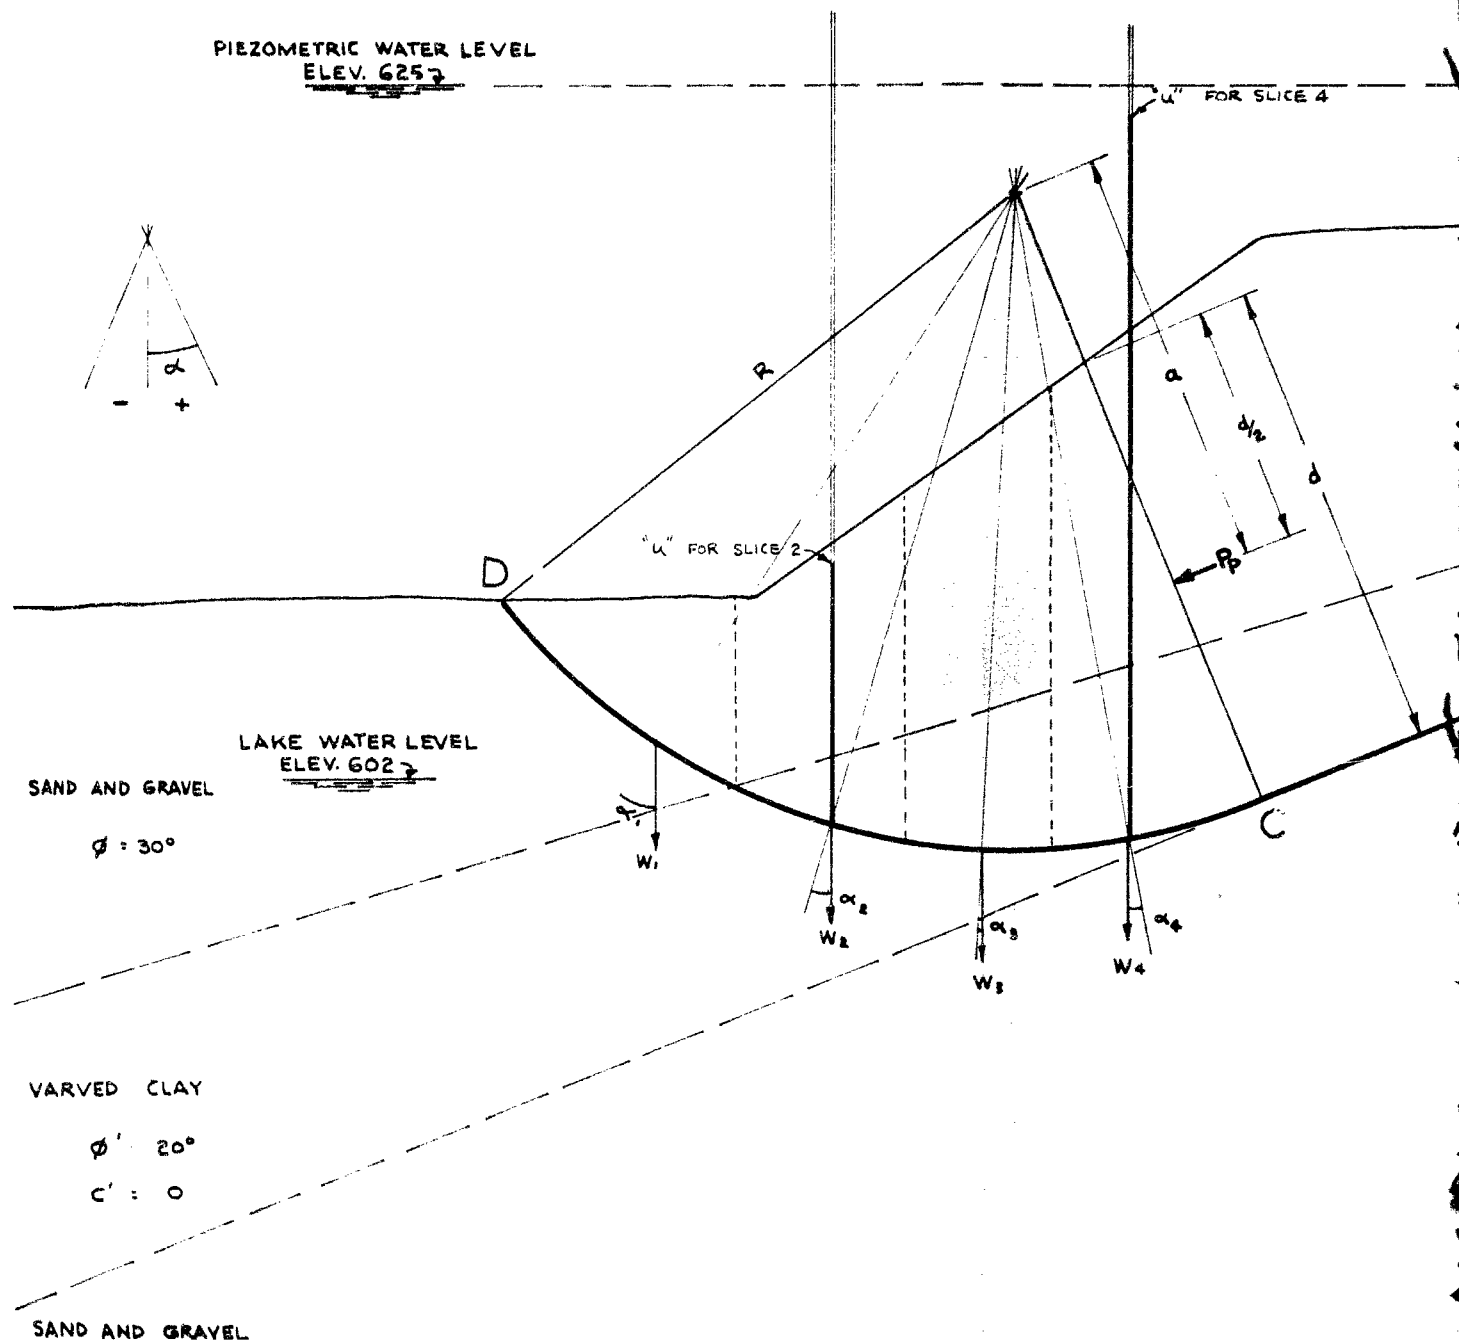 PIEZOMETRIC WATER LEVEL
ELEV. 625
"u" FOR SLICE 4
α
- +
R
a
d/2
d
"u" FOR SLICE 2
D
Pp
LAKE WATER LEVEL
ELEV. 602
SAND AND GRAVEL
ø = 30°
α₁
W₁
C
α₂
W₂
α₃
W₃
α₄
W₄
VARVED CLAY
ø' 20°
C' = 0
SAND AND GRAVEL